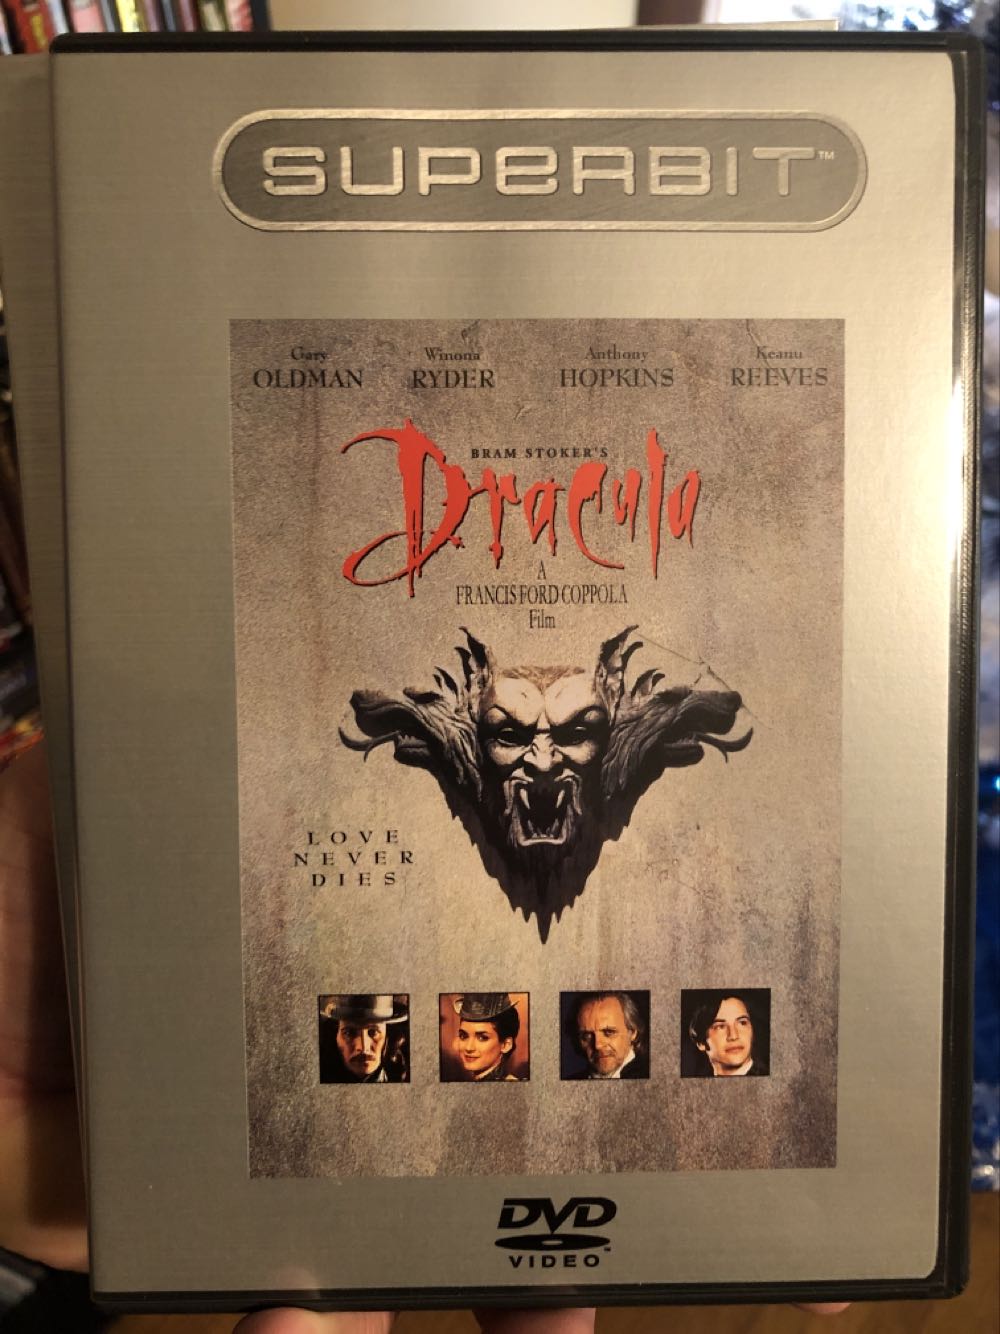 SUPERBIT™
Gary Winona Anthony Keanu
OLDMAN RYDER HOPKINS REEVES
BRAM STOKER'S
Dracula
A
FRANCIS FORD COPPOLA
Film
LOVE
NEVER
DIES
DVD
VIDEO™